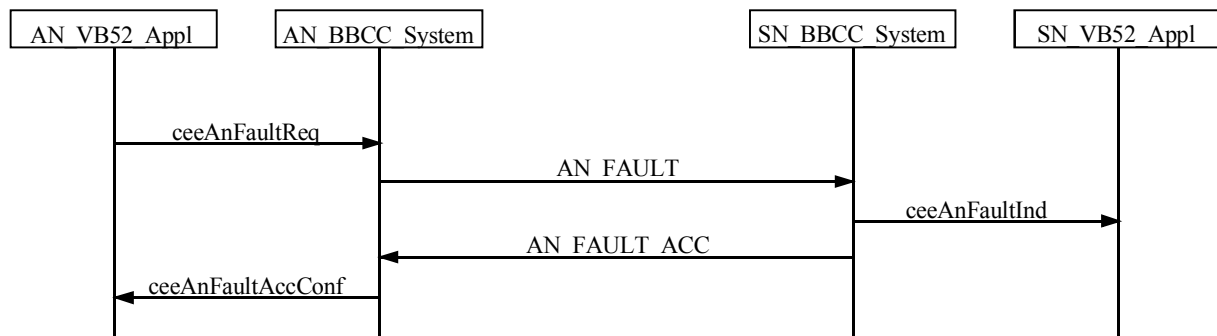 AN_VB52_Appl
AN_BBCC_System
SN_BBCC_System
SN_VB52_Appl
ceeAnFaultReq
AN_FAULT
ceeAnFaultInd
AN_FAULT_ACC
ceeAnFaultAccConf